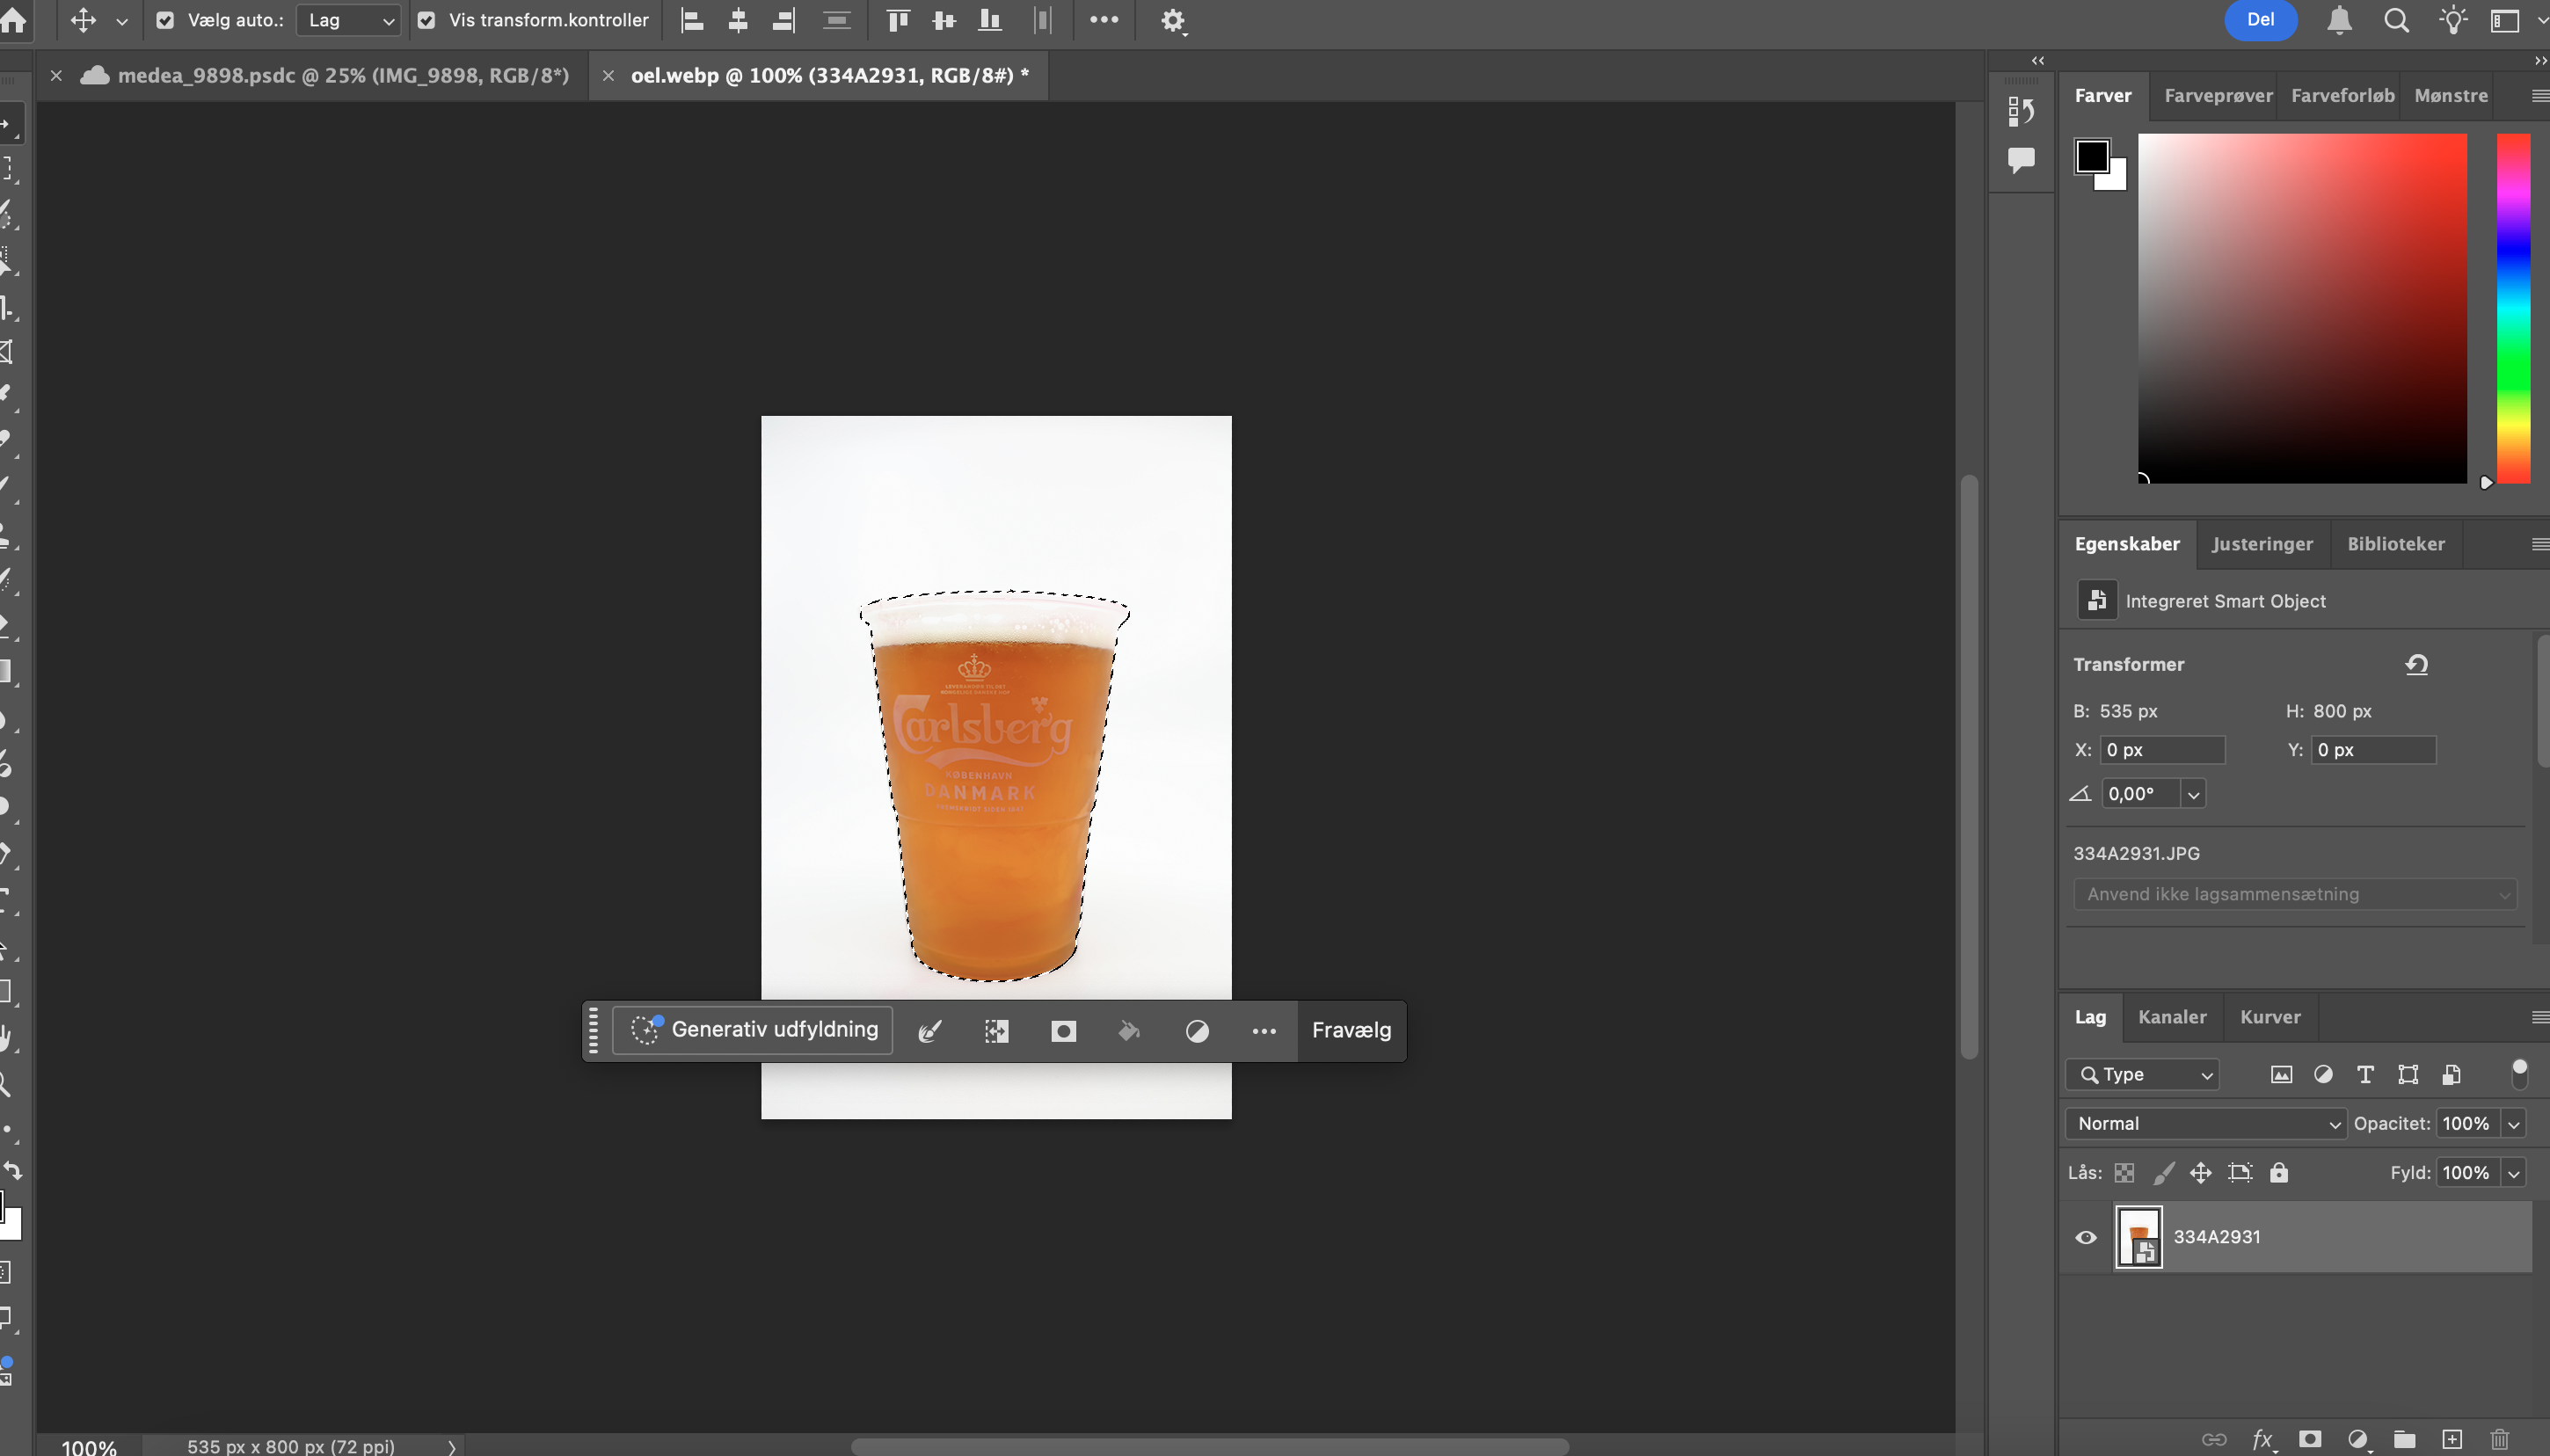 Vælg auto.: Lag Vis transform.kontroller Del
medea_9898.psdc @ 25% (IMG_9898, RGB/8*) oel.webp @ 100% (334A2931, RGB/8#) *
Farver Farveprøver Farveforløb Mønstre
Egenskaber Justeringer Biblioteker
Integreret Smart Object
Transformer
B: 535 px H: 800 px
X: 0 px Y: 0 px
0,00°
334A2931.JPG
Anvend ikke lagsammensætning
Carlsberg
KØBENHAVN
DANMARK
Generativ udfyldning Fravælg
Lag Kanaler Kurver
Type
Normal Opacitet: 100%
Lås: Fyld: 100%
334A2931
fx
100% 535 px x 800 px (72 ppi)